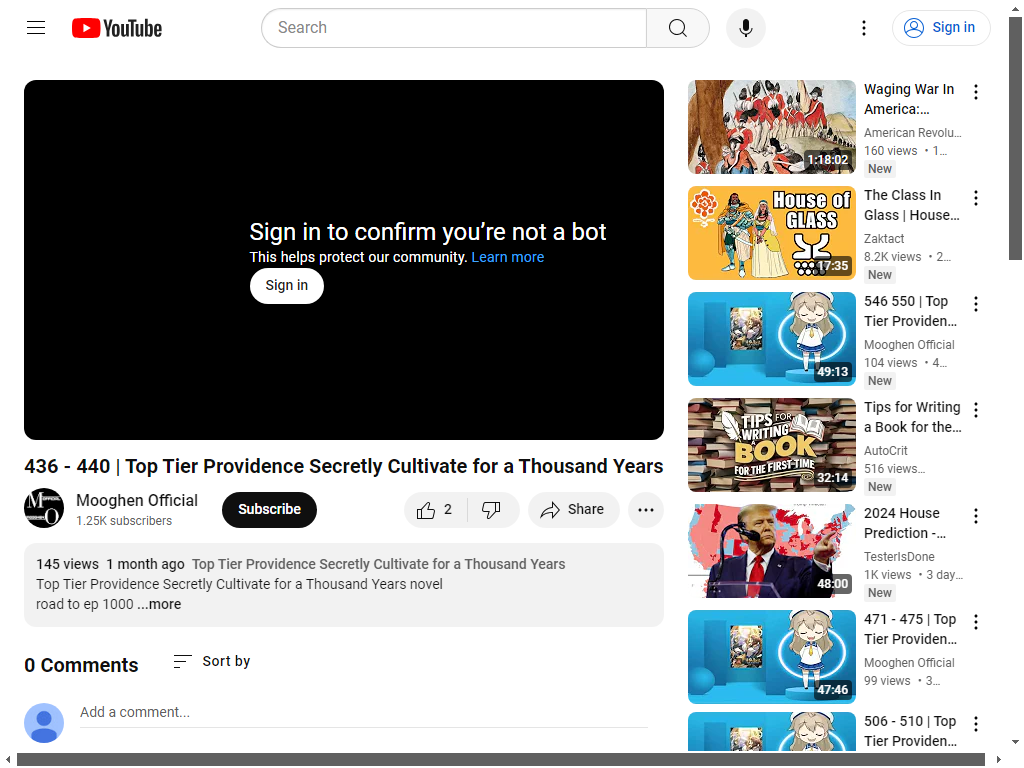 YouTube
Search
Sign in
Sign in to confirm you’re not a bot
This helps protect our community. Learn more
Sign in
436 - 440 | Top Tier Providence Secretly Cultivate for a Thousand Years
Mooghen Official
1.25K subscribers
Subscribe
2
Share
145 views 1 month ago Top Tier Providence Secretly Cultivate for a Thousand Years
Top Tier Providence Secretly Cultivate for a Thousand Years novel
road to ep 1000 ...more
0 Comments
Sort by
Add a comment...
1:18:02
Waging War In
America:...
American Revolu...
160 views • 1...
New
House of
GLASS
17:35
The Class In
Glass | House...
Zaktact
8.2K views • 2...
New
49:13
546 550 | Top
Tier Providen...
Mooghen Official
104 views • 4...
New
TIPS FOR
WRITING
A BOOK
FOR THE FIRST TIME
32:14
Tips for Writing
a Book for the...
AutoCrit
516 views...
New
48:00
2024 House
Prediction -...
TesterIsDone
1K views • 3 day...
New
47:46
471 - 475 | Top
Tier Providen...
Mooghen Official
99 views • 3...
506 - 510 | Top
Tier Providen...